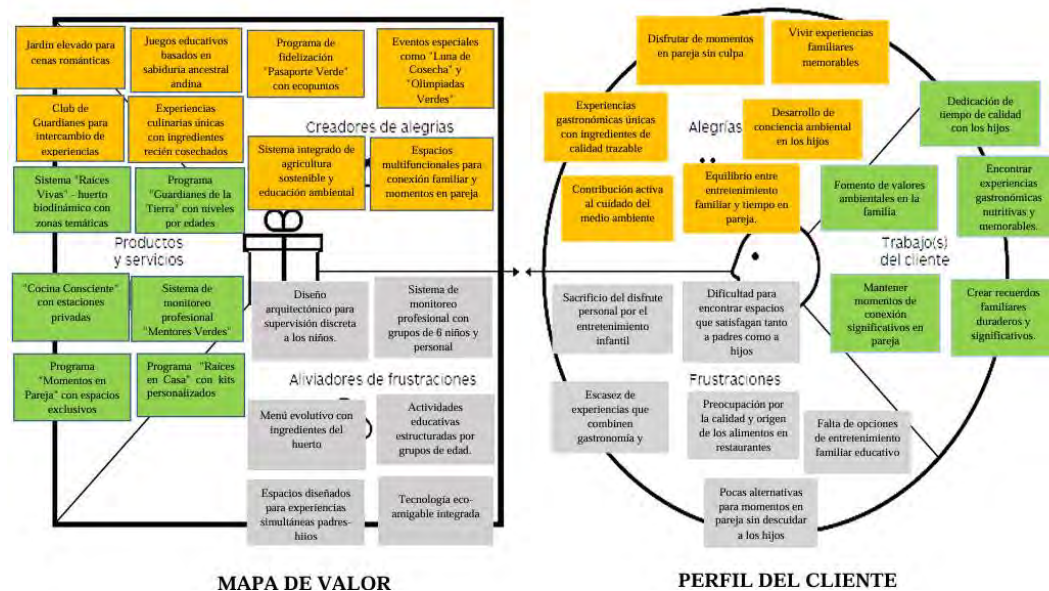 Jardín elevado para
cenas románticas
Juegos educativos
basados en
sabiduría ancestral
andina
Programa de
fidelización
"Pasaporte Verde"
con ecopuntos
Eventos especiales
como "Luna de
Cosecha" y
"Olimpiadas
Verdes"
Club de
Guardianes para
intercambio de
experiencias
Experiencias
culinarias únicas
con ingredientes
recién cosechados
Creadores de alegrías
Sistema integrado de
agricultura
sostenible y
educación ambiental
Espacios
multifuncionales para
conexión familiar y
momentos en pareja
Sistema "Raíces
Vivas" - huerto
biodinámico con
zonas temáticas
Programa
"Guardianes de la
Tierra" con niveles
por edades
Productos
y servicios
"Cocina Consciente"
con estaciones
privadas
Sistema de
monitoreo
profesional
"Mentores Verdes"
Programa
"Momentos en
Pareja" con espacios
exclusivos
Programa "Raíces
en Casa" con kits
personalizados
Diseño
arquitectónico para
supervisión discreta
a los niños.
Sistema de
monitoreo
profesional con
grupos de 6 niños y
personal
Aliviadores de frustraciones
Menú evolutivo con
ingredientes del
huerto
Actividades
educativas
estructuradas por
grupos de edad.
Espacios diseñados
para experiencias
simultáneas padres-
hijos
Tecnología eco-
amigable integrada
MAPA DE VALOR
Disfrutar de momentos
en pareja sin culpa
Vivir experiencias
familiares
memorables
Experiencias
gastronómicas únicas
con ingredientes de
calidad trazable
Alegrías
Desarrollo de
conciencia ambiental
en los hijos
Contribución activa
al cuidado del
medio ambiente
Equilibrio entre
entretenimiento
familiar y tiempo en
pareja.
Dedicación de
tiempo de calidad
con los hijos
Fomento de valores
ambientales en la
familia
Encontrar
experiencias
gastronómicas
nutritivas y
memorables.
Trabajo(s)
del cliente
Mantener
momentos de
conexión
significativos en
pareja
Crear recuerdos
familiares
duraderos y
significativos.
Sacrificio del disfrute
personal por el
entretenimiento
infantil
Dificultad para
encontrar espacios
que satisfagan tanto
a padres como a
hijos
Frustraciones
Escasez de
experiencias que
combinen
gastronomía y
Preocupación por
la calidad y origen
de los alimentos en
restaurantes
Falta de opciones
de entretenimiento
familiar educativo
Pocas alternativas
para momentos en
pareja sin descuidar
a los hijos
PERFIL DEL CLIENTE